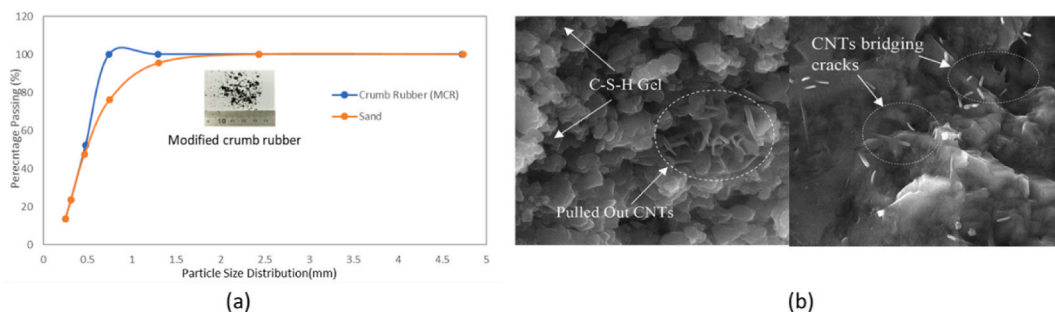 120
100
80
60
40
20
0
Perecntage Passing (%)
0
0.5
1
1.5
2
2.5
3
3.5
4
4.5
5
Particle Size Distribution(mm)
Crumb Rubber (MCR)
Sand
10
Modified crumb rubber
(a)
C-S-H Gel
Pulled Out CNTs
CNTs bridging
cracks
(b)